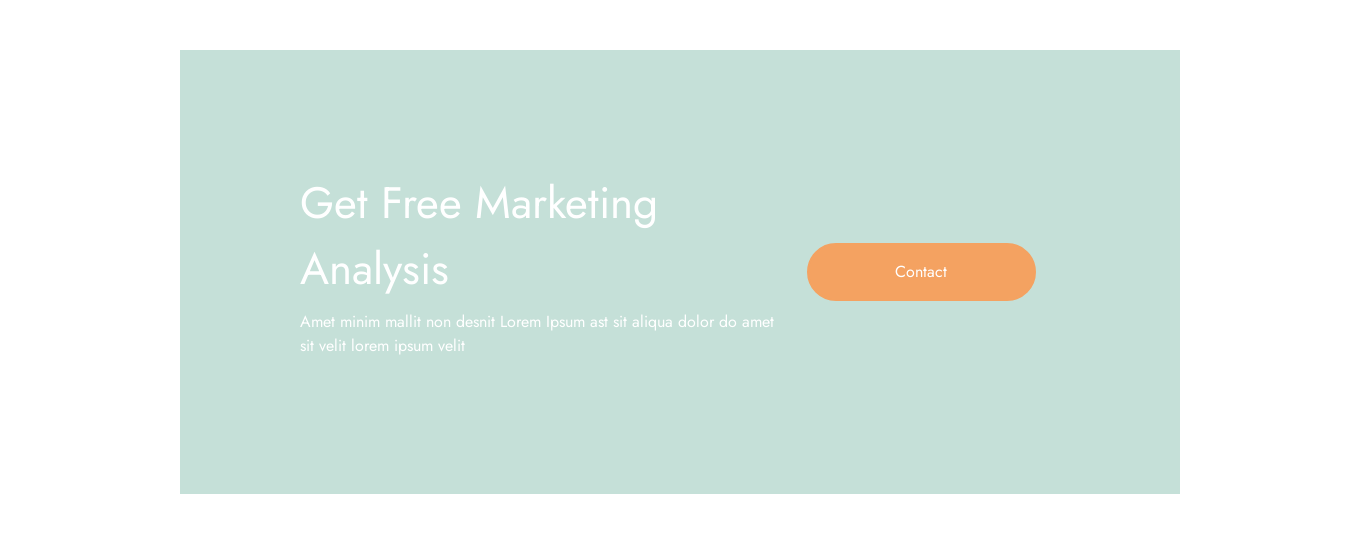 Get Free Marketing
Analysis
Amet minim mallit non desnit Lorem Ipsum ast sit aliqua dolor do amet
sit velit lorem ipsum velit
Contact